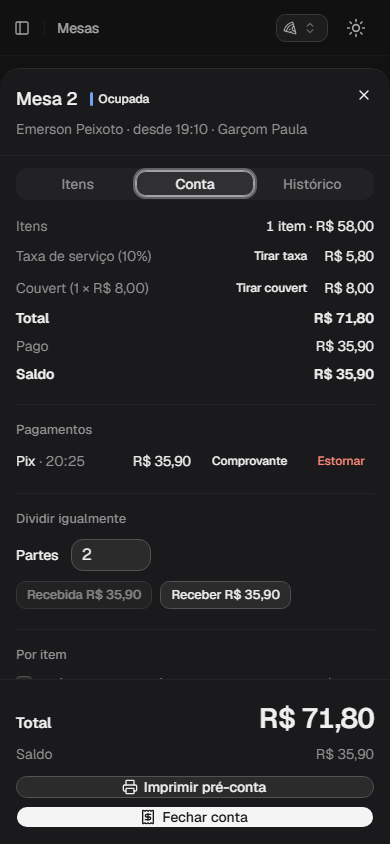 Mesas
Mesa 2 Ocupada
Emerson Peixoto · desde 19:10 · Garçom Paula
Itens Conta Histórico
Itens 1 item · R$ 58,00
Taxa de serviço (10%) Tirar taxa R$ 5,80
Couvert (1 × R$ 8,00) Tirar couvert R$ 8,00
Total R$ 71,80
Pago R$ 35,90
Saldo R$ 35,90
Pagamentos
Pix · 20:25 R$ 35,90 Comprovante Estornar
Dividir igualmente
Partes 2
Recebida R$ 35,90 Receber R$ 35,90
Por item
Total R$ 71,80
Saldo R$ 35,90
Imprimir pré-conta
Fechar conta